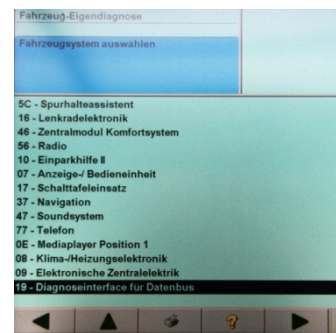 Fahrzeug-Eigendiagnose
Fahrzeugsystem auswählen
5C - Spurhalteassistent
16 - Lenkradelektronik
46 - Zentralmodul Komfortsystem
56 - Radio
10 - Einparkhilfe II
07 - Anzeige-/ Bedieneinheit
17 - Schalttafeleinsatz
37 - Navigation
47 - Soundsystem
77 - Telefon
0E - Mediaplayer Position 1
08 - Klima-/Heizungselektronik
09 - Elektronische Zentralelektrik
19 - Diagnoseinterface für Datenbus
?